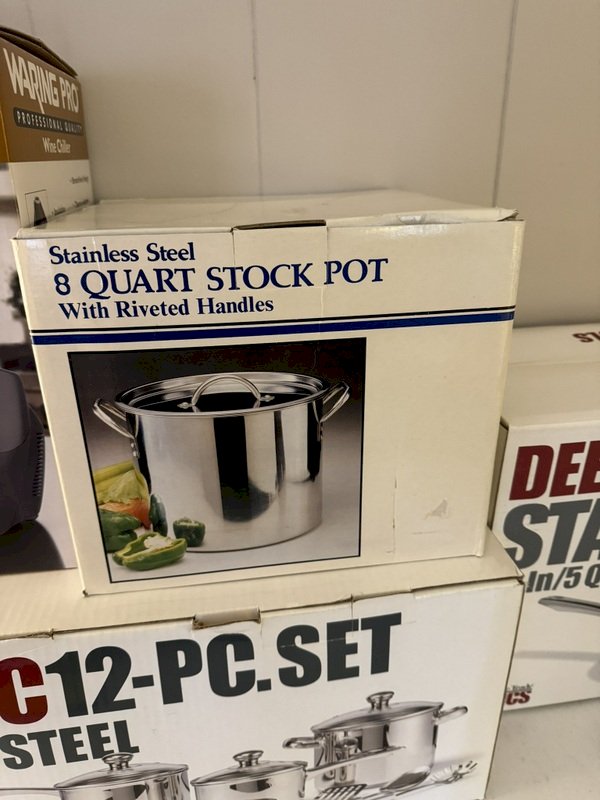 WARING PRO
PROFESSIONAL QUALITY
Wine Chiller
Stainless Steel
8 QUART STOCK POT
With Riveted Handles
DEE
STA
-In/5 Q
CS
C12-PC.SET
STEEL